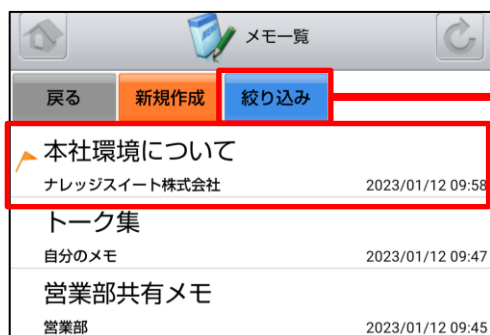 メモ一覧
戻る 新規作成 絞り込み
本社環境について
ナレッジスイート株式会社 2023/01/12 09:58
トーク集
自分のメモ 2023/01/12 09:47
営業部共有メモ
営業部 2023/01/12 09:45